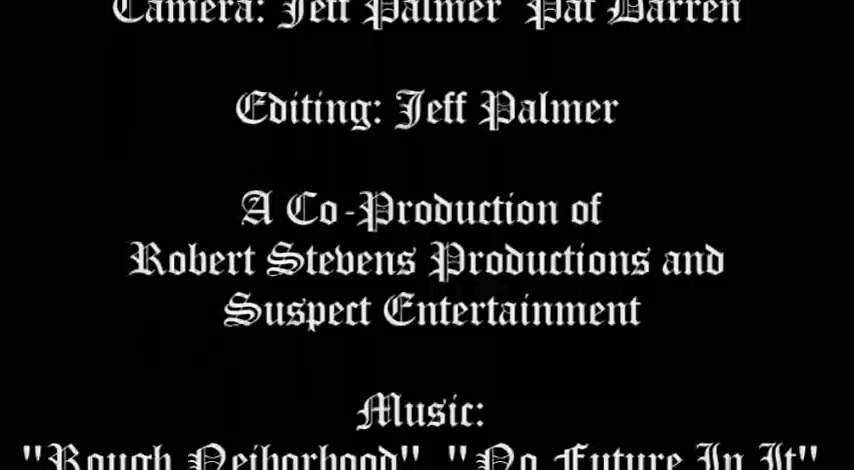 Camera: Jeff Palmer Pat Barren
Editing: Jeff Palmer
A Co-Production of
Robert Stevens Productions and
Suspect Entertainment
Music:
"Rough Neiborhood" "No Future In It"